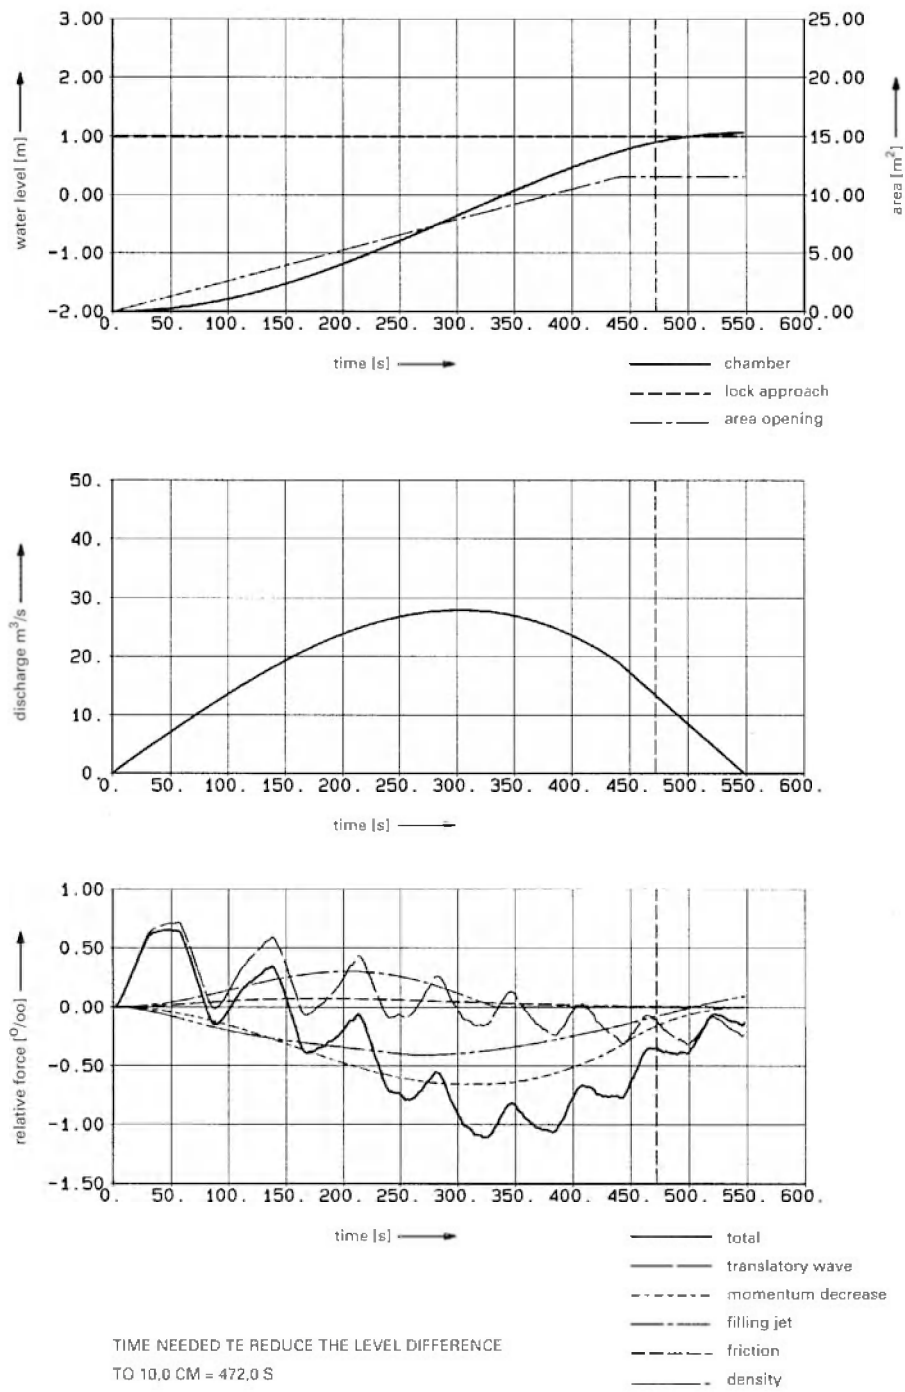 3.00
2.00
1.00
0.00
-1.00
-2.00
water level [m]
25.00
20.00
15.00
10.00
5.00
0.00
area [m²]
0. 50. 100. 150. 200. 250. 300. 350. 400. 450. 500. 550. 600.
time [s]
chamber
lock approach
area opening
50.
40.
30.
20.
10.
0.
discharge m³/s
0. 50. 100. 150. 200. 250. 300. 350. 400. 450. 500. 550.
time [s]
1.00
0.50
0.00
-0.50
-1.00
-1.50
relative force [º/oo]
0. 50. 100. 150. 200. 250. 300. 350. 400. 450. 500. 550. 600.
time [s]
total
translatory wave
momentum decrease
filling jet
friction
density
TIME NEEDED TE REDUCE THE LEVEL DIFFERENCE
TO 10,0 CM = 472,0 S